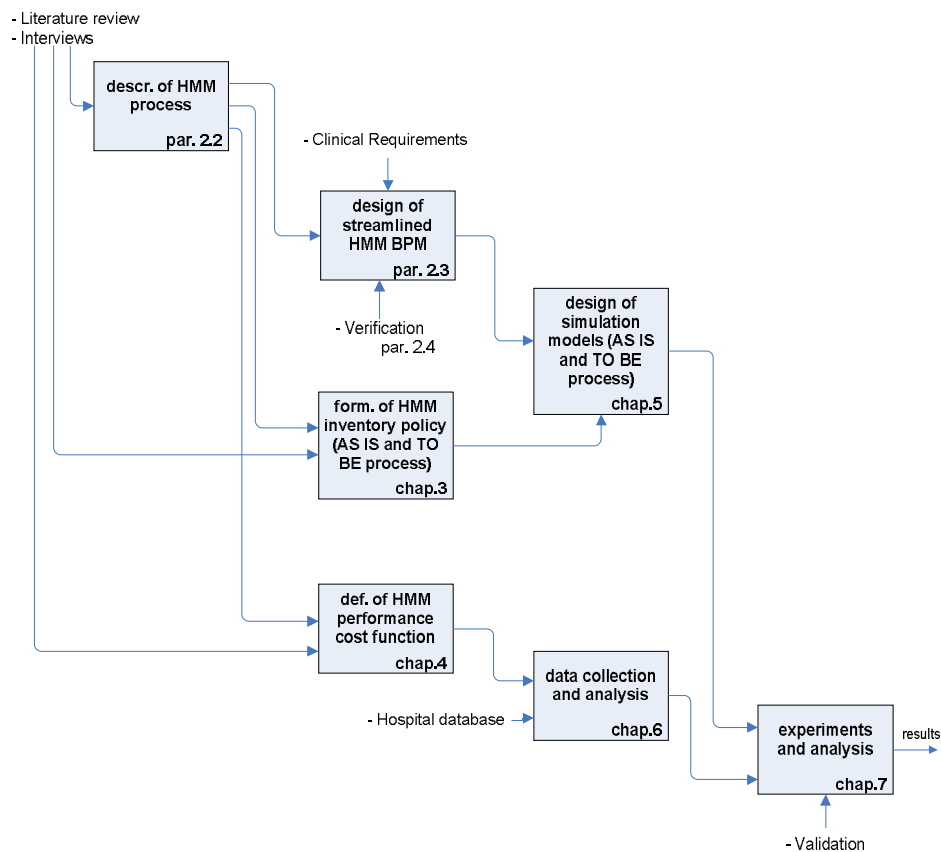 - Literature review
- Interviews
descr. of HMM
process
par. 2.2
- Clinical Requirements
design of
streamlined
HMM BPM
par. 2.3
- Verification
par. 2.4
design of
simulation
models (AS IS
and TO BE
process)
chap.5
form. of HMM
inventory policy
(AS IS and TO
BE process)
chap.3
def. of HMM
performance
cost function
chap.4
data collection
and analysis
chap.6
- Hospital database
experiments
and analysis
chap.7
results
- Validation